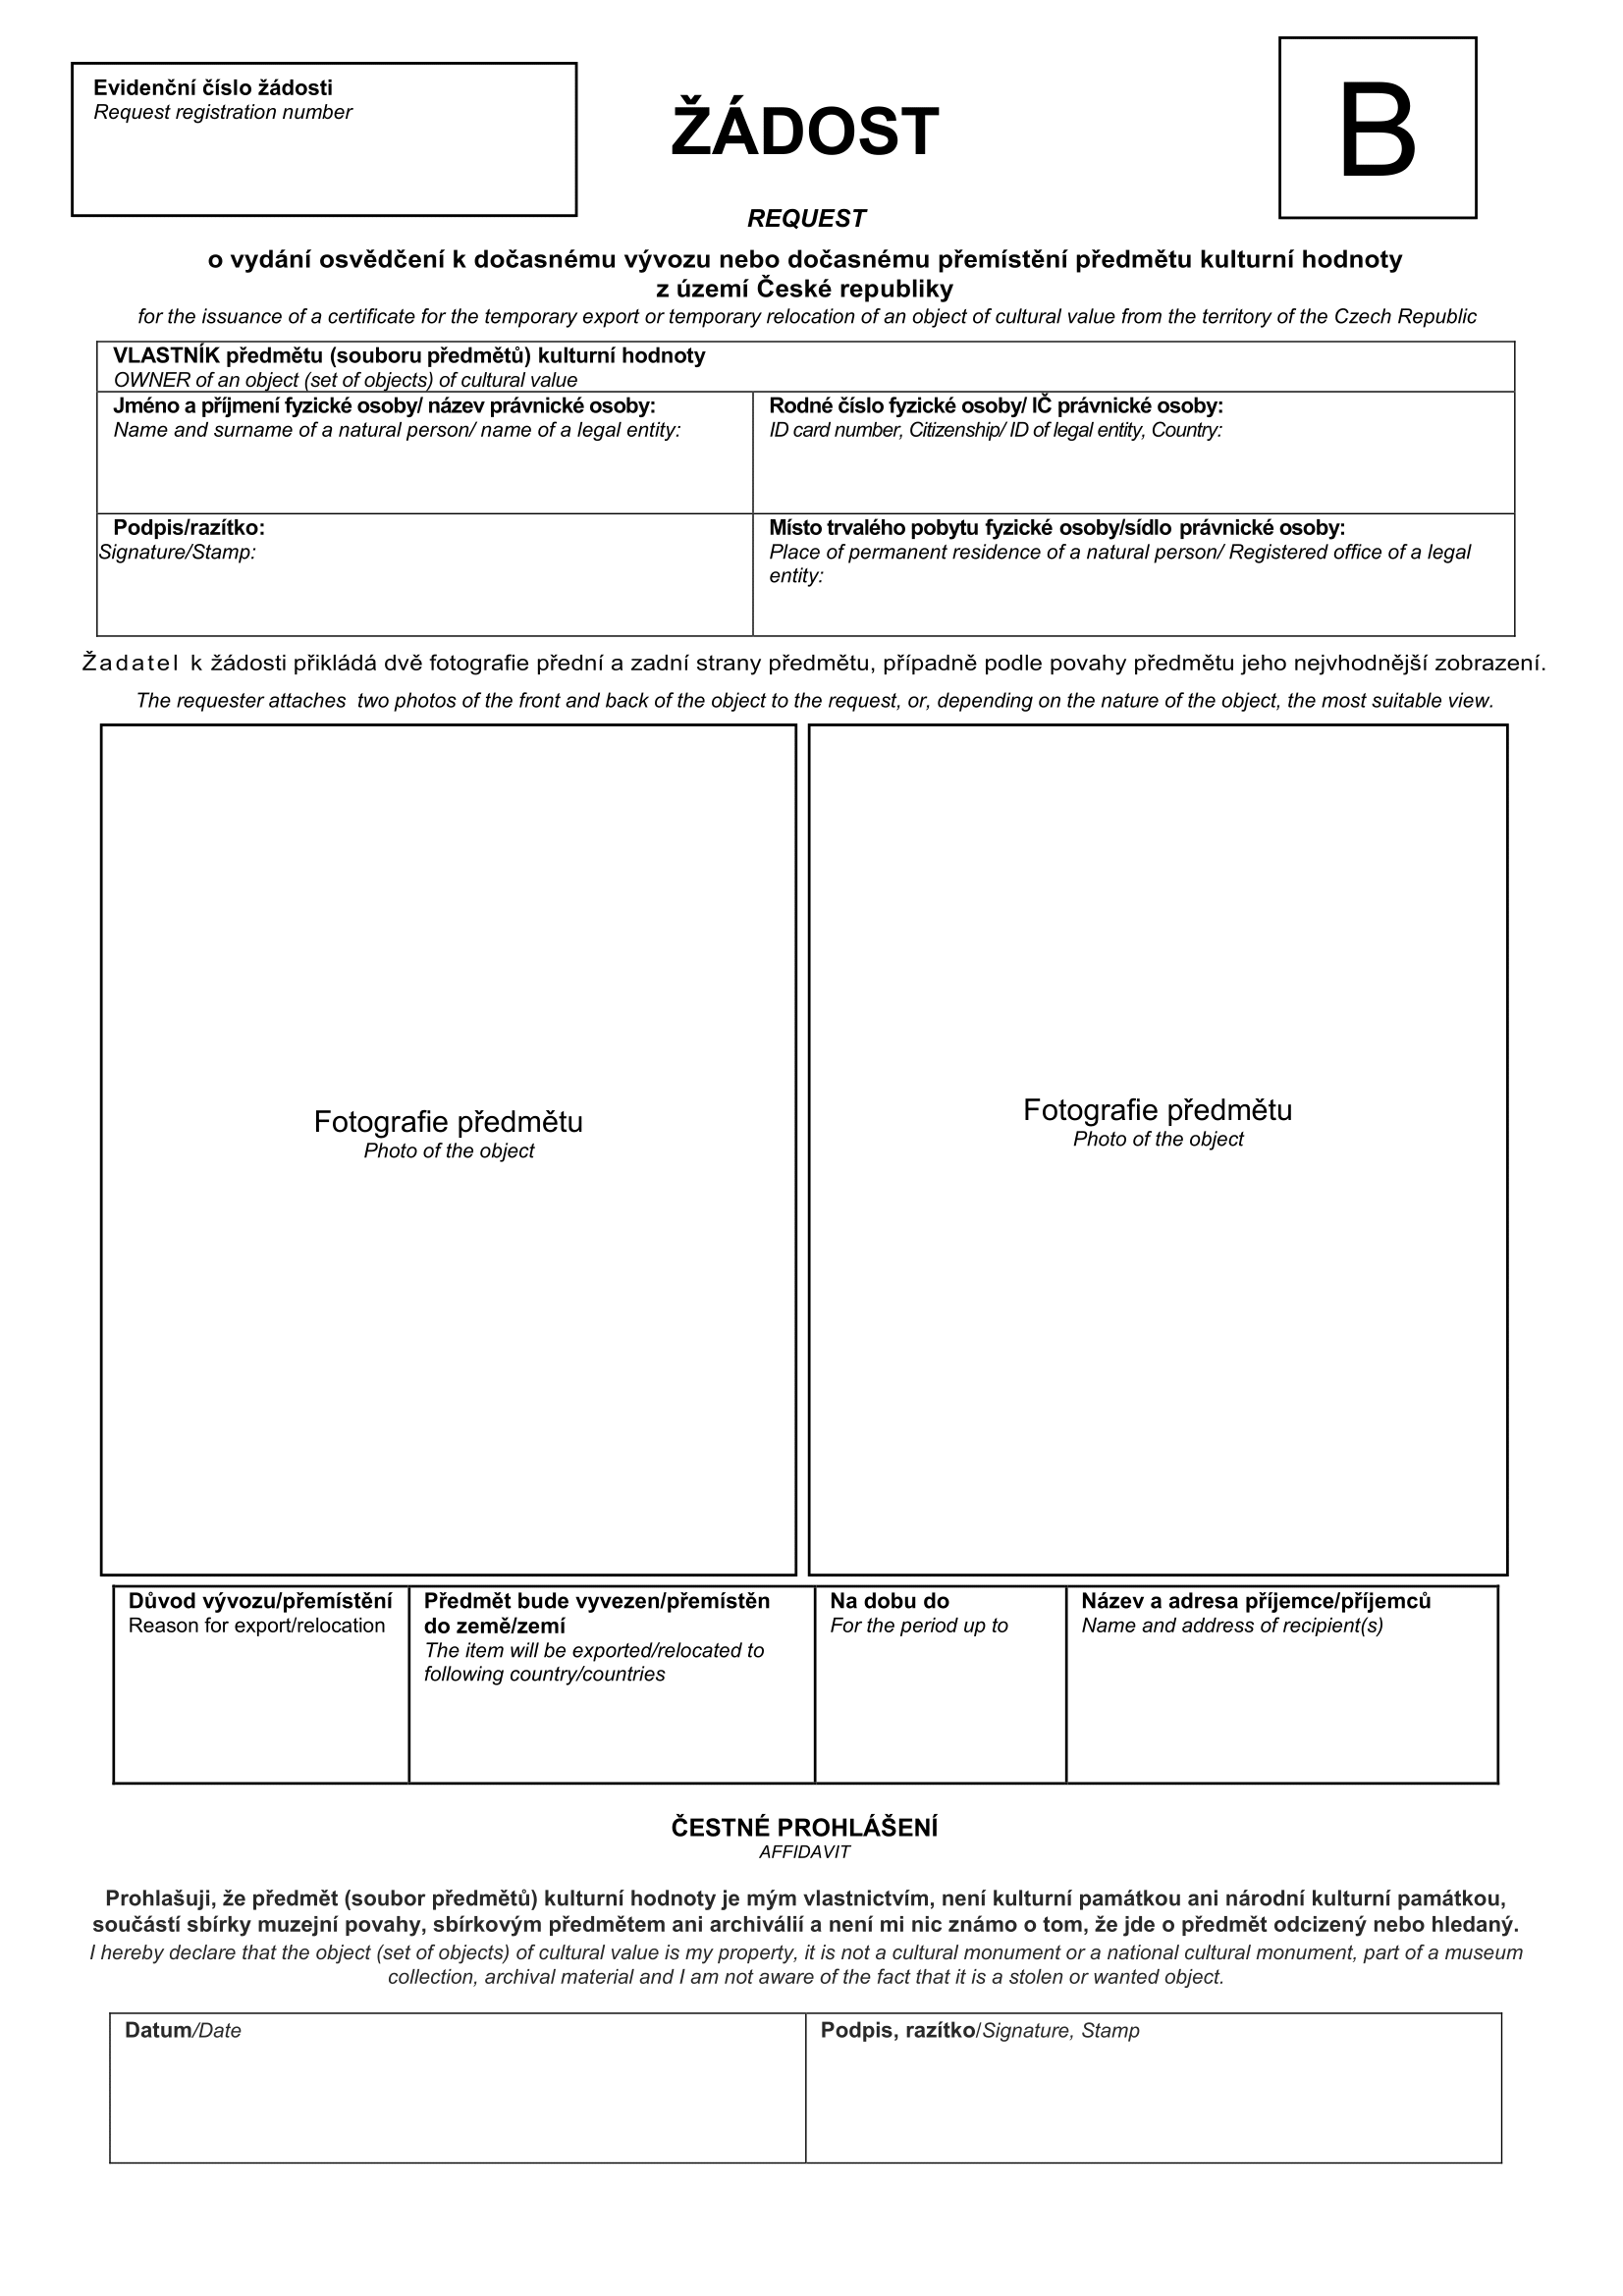 Evidenční číslo žádosti
Request registration number
ŽÁDOST
B
REQUEST
o vydání osvědčení k dočasnému vývozu nebo dočasnému přemístění předmětu kulturní hodnoty
z území České republiky
for the issuance of a certificate for the temporary export or temporary relocation of an object of cultural value from the territory of the Czech Republic
VLASTNÍK předmětu (souboru předmětů) kulturní hodnoty
OWNER of an object (set of objects) of cultural value
Jméno a příjmení fyzické osoby/ název právnické osoby:
Name and surname of a natural person/ name of a legal entity:
Rodné číslo fyzické osoby/ IČ právnické osoby:
ID card number, Citizenship/ ID of legal entity, Country:
Podpis/razítko:
Signature/Stamp:
Místo trvalého pobytu fyzické osoby/sídlo právnické osoby:
Place of permanent residence of a natural person/ Registered office of a legal
entity:
Žadatel k žádosti přikládá dvě fotografie přední a zadní strany předmětu, případně podle povahy předmětu jeho nejvhodnější zobrazení.
The requester attaches two photos of the front and back of the object to the request, or, depending on the nature of the object, the most suitable view.
Fotografie předmětu
Photo of the object
Fotografie předmětu
Photo of the object
Důvod vývozu/přemístění
Reason for export/relocation
Předmět bude vyvezen/přemístěn
do země/zemí
The item will be exported/relocated to
following country/countries
Na dobu do
For the period up to
Název a adresa příjemce/příjemců
Name and address of recipient(s)
ČESTNÉ PROHLÁŠENÍ
AFFIDAVIT
Prohlašuji, že předmět (soubor předmětů) kulturní hodnoty je mým vlastnictvím, není kulturní památkou ani národní kulturní památkou,
součástí sbírky muzejní povahy, sbírkovým předmětem ani archiválií a není mi nic známo o tom, že jde o předmět odcizený nebo hledaný.
I hereby declare that the object (set of objects) of cultural value is my property, it is not a cultural monument or a national cultural monument, part of a museum
collection, archival material and I am not aware of the fact that it is a stolen or wanted object.
Datum/Date
Podpis, razítko/Signature, Stamp